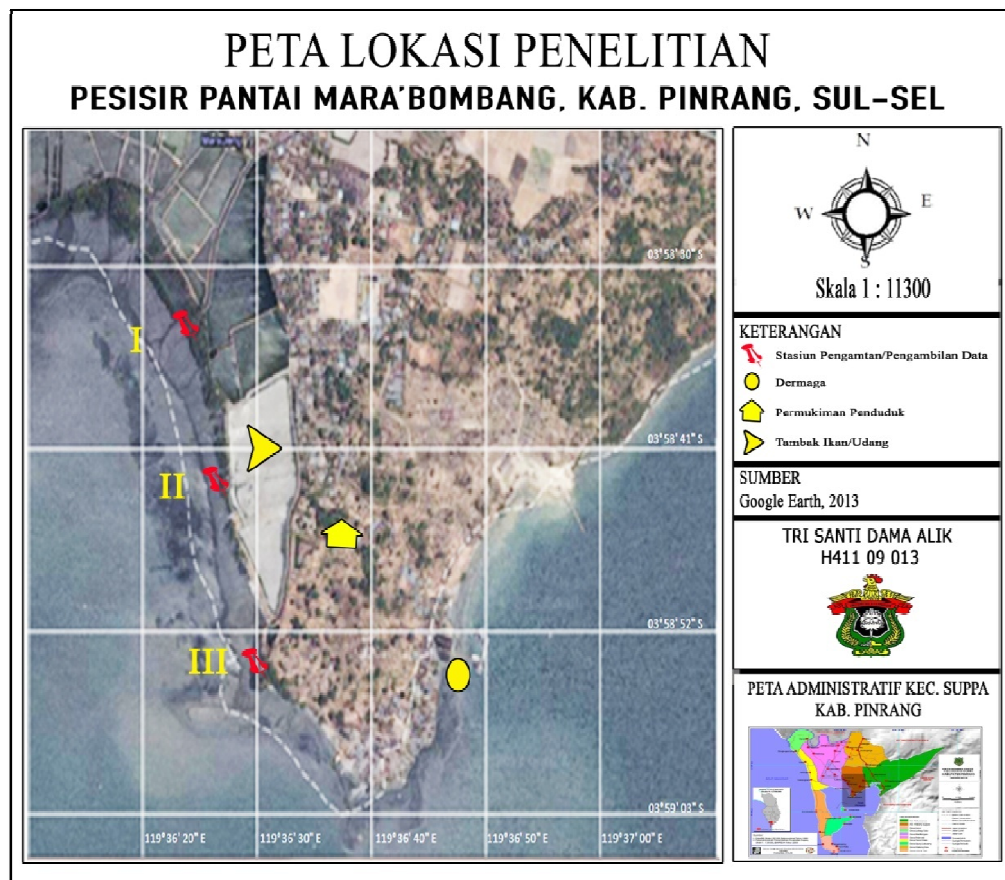 PETA LOKASI PENELITIAN
PESISIR PANTAI MARA'BOMBANG, KAB. PINRANG, SUL-SEL
N
W
E
S
Skala 1 : 11300
KETERANGAN
Stasiun Pengamtan/Pengambilan Data
Dermaga
Permukiman Penduduk
Tambak Ikan/Udang
SUMBER
Google Earth, 2013
TRI SANTI DAMA ALIK
H411 09 013
PETA ADMINISTRATIF KEC. SUPPA
KAB. PINRANG
03°58'30" S
I
03°58'41" S
II
03°58'52" S
III
03°59'03" S
119°36'20" E
119°36'30" E
119°36'40" E
119°36'50" E
119°37'00" E